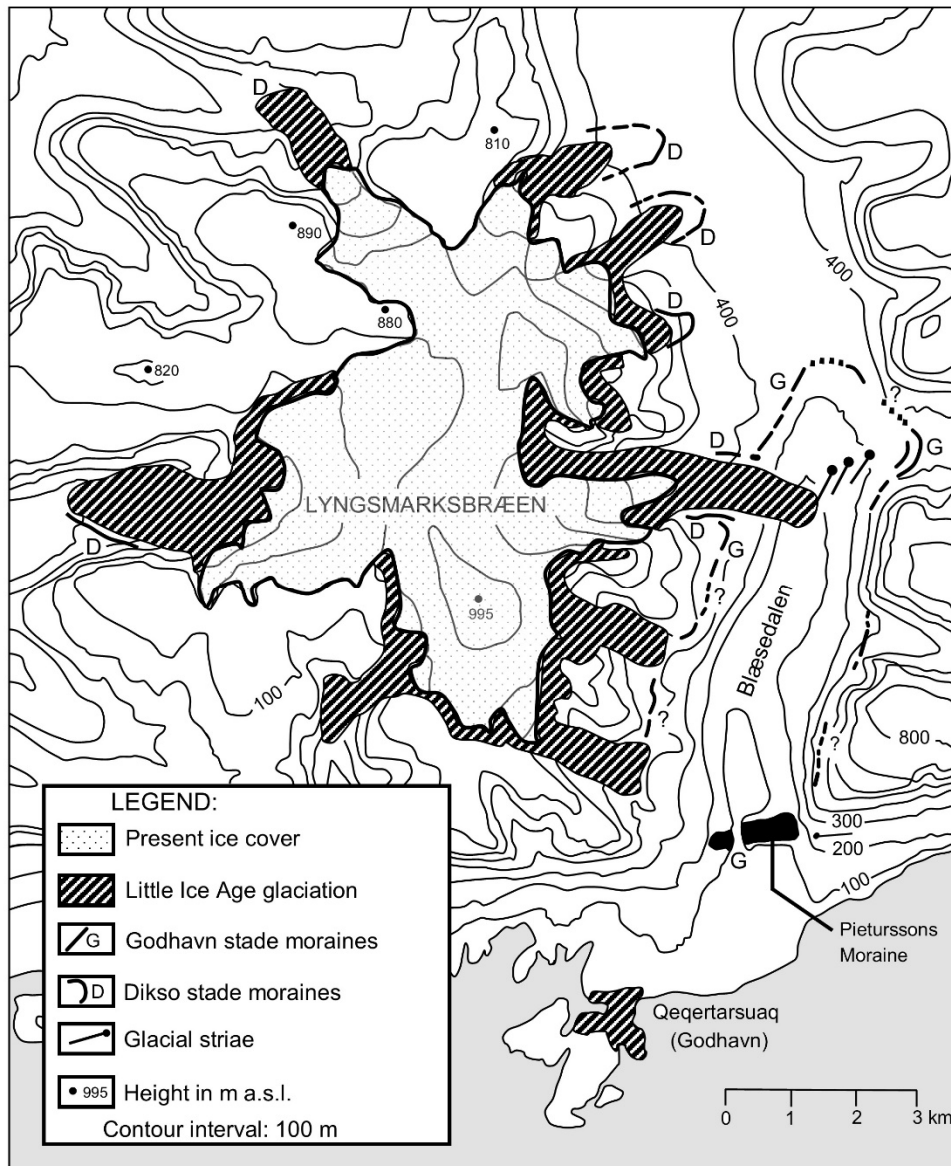 D
810
D
D
890
400
400
880
D
820
G
?
G
D
LYNGSMARKSBRÆEN
D
D
G
?
995
Blæsedalen
100
?
?
800
300
200
G
100
Pieturssons
Moraine
Qeqertarsuaq
(Godhavn)
0 1 2 3 km
LEGEND:
Present ice cover
Little Ice Age glaciation
G Godhavn stade moraines
D Dikso stade moraines
Glacial striae
995 Height in m a.s.l.
Contour interval: 100 m